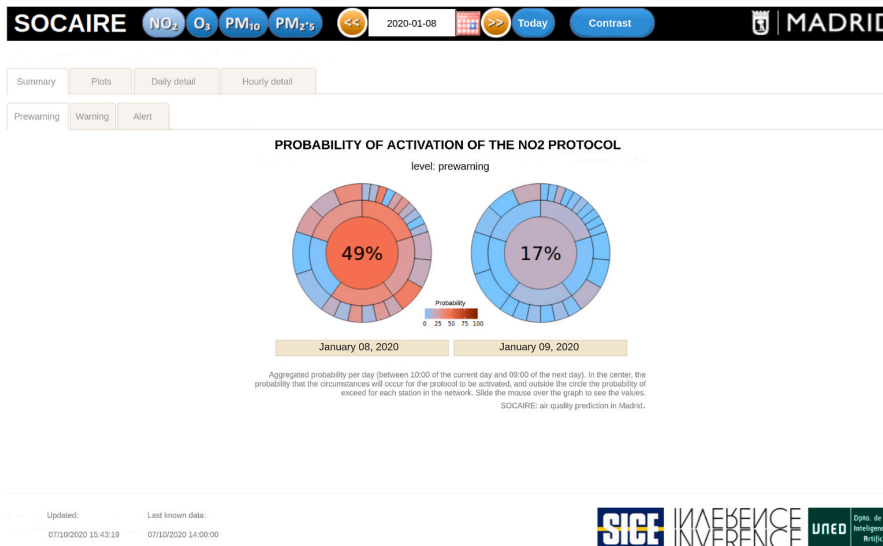 SOCAIRE NO2 O3 PM10 PM2'5 << 2020-01-08 >> Today Contrast MADRID
Summary Plots Daily detail Hourly detail
Prewarning Warning Alert
PROBABILITY OF ACTIVATION OF THE NO2 PROTOCOL
level: prewarning
49% 17%
Probability
0 25 50 75 100
January 08, 2020 January 09, 2020
Aggregated probability per day (between 10:00 of the current day and 09:00 of the next day). In the center, the
probability that the circumstances will occur for the protocol to be activated, and outside the circle the probability of
exceed for each station in the network. Slide the mouse over the graph to see the values.
SOCAIRE: air quality prediction in Madrid.
Updated: Last known data:
07/10/2020 15:43:19 07/10/2020 14:00:00
SICE INVERENCE UNED Dpto. de
INVERENCE Inteligenc
Artific